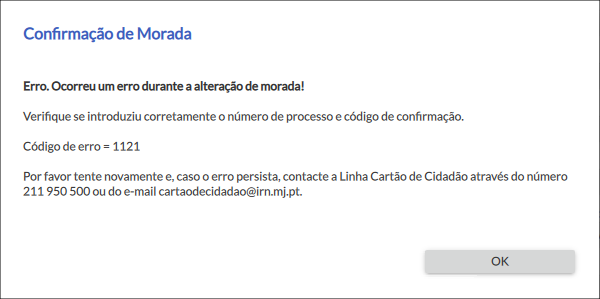 Confirmação de Morada
Erro. Ocorreu um erro durante a alteração de morada!
Verifique se introduziu corretamente o número de processo e código de confirmação.
Código de erro = 1121
Por favor tente novamente e, caso o erro persista, contacte a Linha Cartão de Cidadão através do número
211 950 500 ou do e-mail cartaodecidadao@irn.mj.pt.
OK